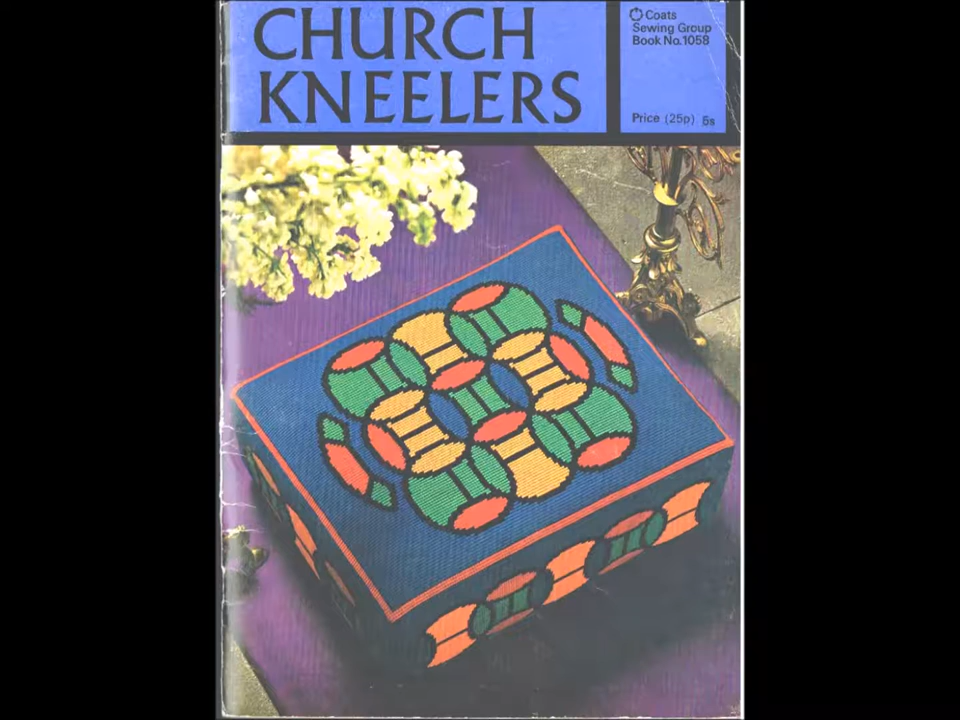 CHURCH
KNEELERS
Coats
Sewing Group
Book No.1058
Price (25p) 5s